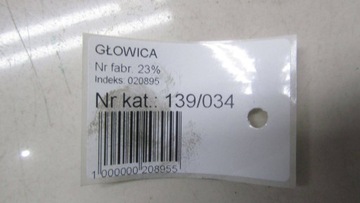 GŁOWICA
Nr fabr. 23%
Indeks. 020895
Nr kat.: 139/034
1 000000 208955